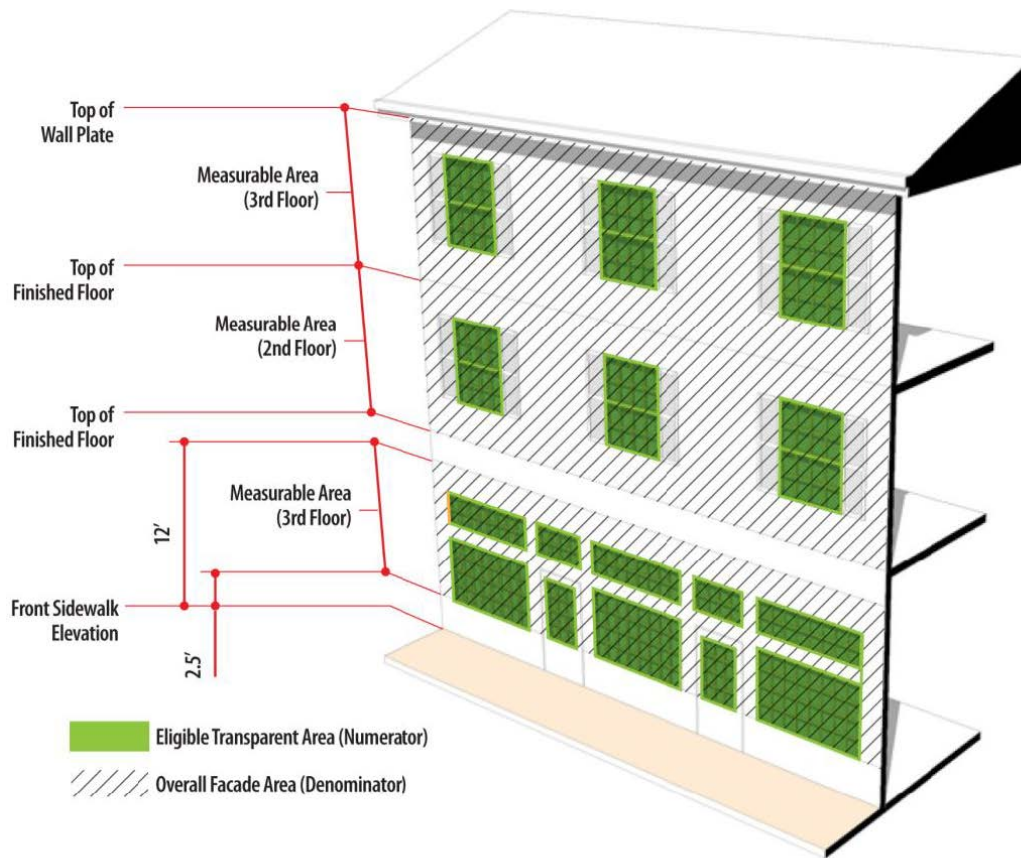 Top of
Wall Plate
Measurable Area
(3rd Floor)
Top of
Finished Floor
Measurable Area
(2nd Floor)
Top of
Finished Floor
Measurable Area
(3rd Floor)
12'
Front Sidewalk
Elevation
2.5'
Eligible Transparent Area (Numerator)
Overall Facade Area (Denominator)